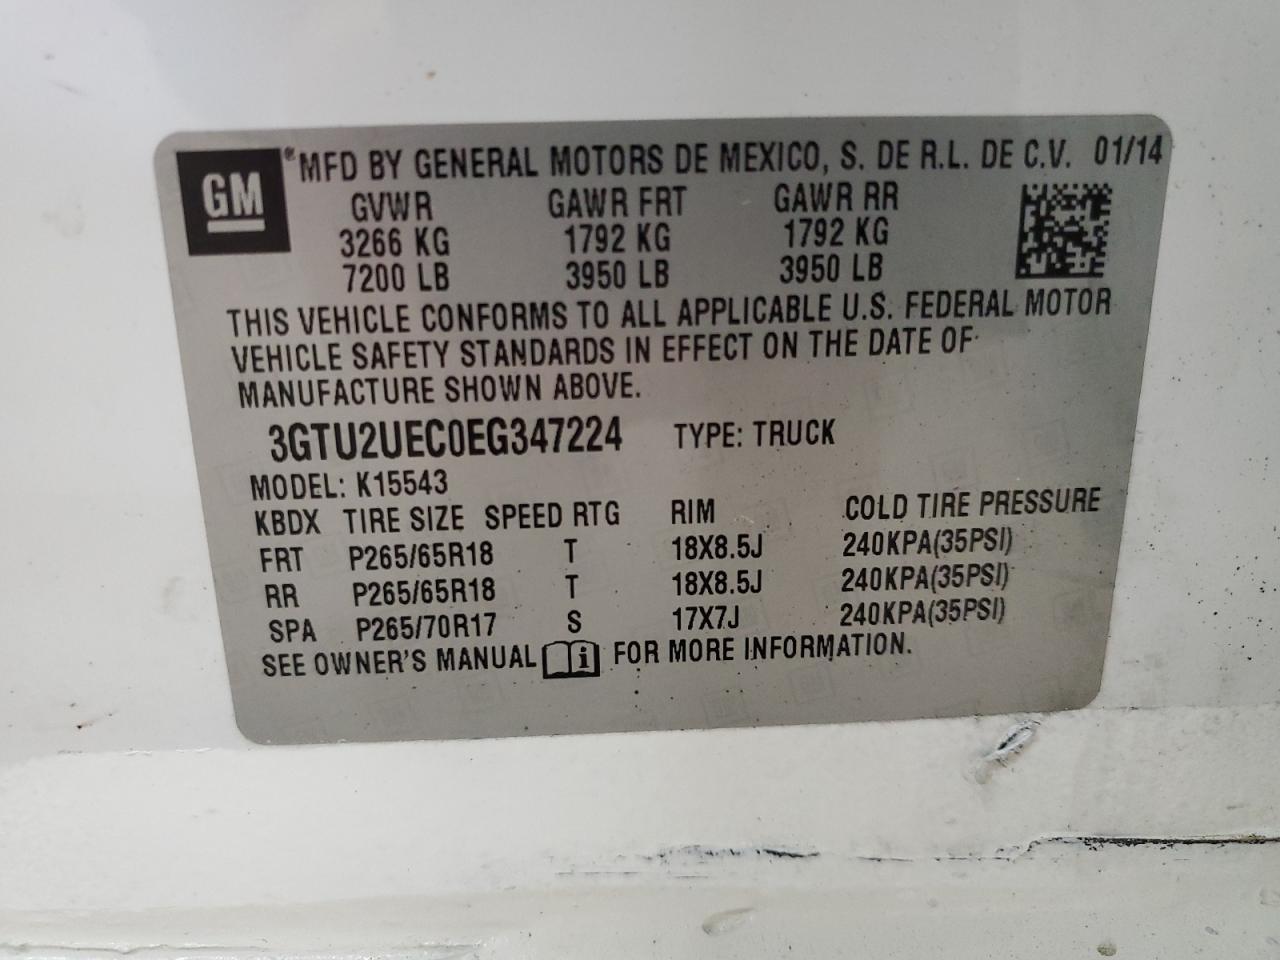 GM ® MFD BY GENERAL MOTORS DE MEXICO, S. DE R.L. DE C.V. 01/14
GVWR GAWR FRT GAWR RR
3266 KG 1792 KG 1792 KG
7200 LB 3950 LB 3950 LB
THIS VEHICLE CONFORMS TO ALL APPLICABLE U.S. FEDERAL MOTOR
VEHICLE SAFETY STANDARDS IN EFFECT ON THE DATE OF
MANUFACTURE SHOWN ABOVE.
3GTU2UEC0EG347224 TYPE: TRUCK
MODEL: K15543
KBDX TIRE SIZE SPEED RTG RIM COLD TIRE PRESSURE
FRT P265/65R18 T 18X8.5J 240KPA(35PSI)
RR P265/65R18 T 18X8.5J 240KPA(35PSI)
SPA P265/70R17 S 17X7J 240KPA(35PSI)
SEE OWNER'S MANUAL i FOR MORE INFORMATION.